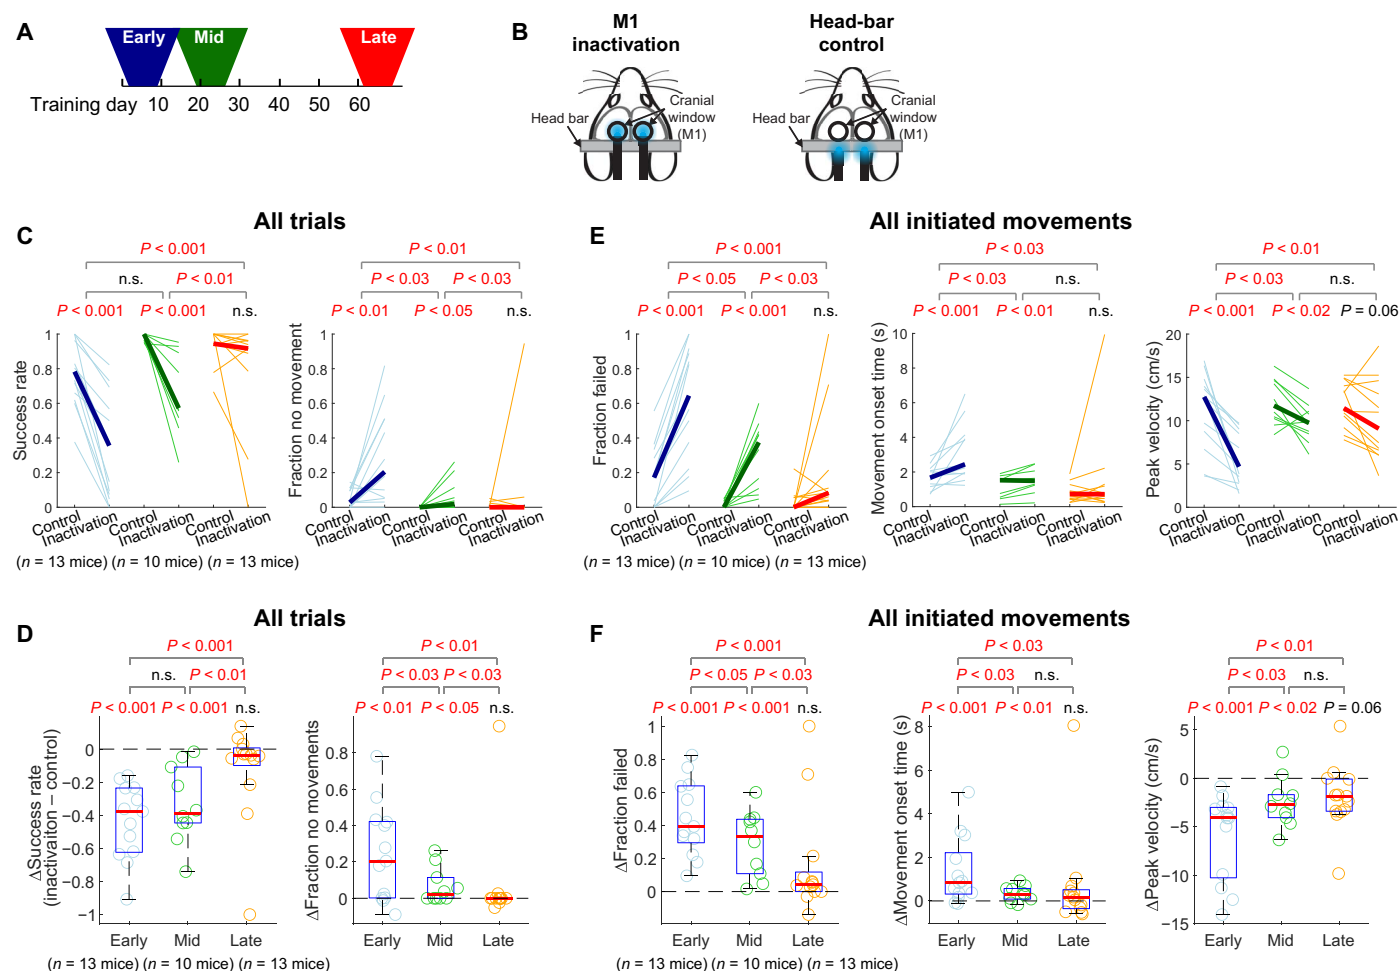 A
Early
Mid
Late
Training day
10
20
30
40
50
60
B
M1
inactivation
Head-bar
control
Head bar
Cranial
window
(M1)
Head bar
Cranial
window
(M1)
C
All trials
P < 0.001
n.s.
P < 0.01
P < 0.001
P < 0.001
n.s.
Success rate
1
0.8
0.6
0.4
0.2
0
Control
Inactivation
Control
Inactivation
Control
Inactivation
(n = 13 mice) (n = 10 mice) (n = 13 mice)
P < 0.01
P < 0.03
P < 0.03
P < 0.01
P < 0.05
n.s.
Fraction no movement
1
0.8
0.6
0.4
0.2
0
Control
Inactivation
Control
Inactivation
Control
Inactivation
E
All initiated movements
P < 0.001
P < 0.05
P < 0.03
P < 0.001
P < 0.001
n.s.
Fraction failed
1
0.8
0.6
0.4
0.2
0
Control
Inactivation
Control
Inactivation
Control
Inactivation
(n = 13 mice) (n = 10 mice) (n = 13 mice)
P < 0.03
P < 0.03
n.s.
P < 0.001
P < 0.01
n.s.
Movement onset time (s)
10
8
6
4
2
0
Control
Inactivation
Control
Inactivation
Control
Inactivation
P < 0.01
P < 0.03
n.s.
P < 0.001
P < 0.02
P = 0.06
Peak velocity (cm/s)
20
15
10
5
0
Control
Inactivation
Control
Inactivation
Control
Inactivation
D
All trials
P < 0.001
n.s.
P < 0.01
P < 0.001
P < 0.001
n.s.
ΔSuccess rate
(inactivaiton – control)
0
−0.2
−0.4
−0.6
−0.8
−1
Early
Mid
Late
(n = 13 mice) (n = 10 mice) (n = 13 mice)
P < 0.01
P < 0.03
P < 0.03
P < 0.01
P < 0.05
n.s.
ΔFraction no movements
0.8
0.6
0.4
0.2
0
Early
Mid
Late
F
All initiated movements
P < 0.001
P < 0.05
P < 0.03
P < 0.001
P < 0.001
n.s.
ΔFraction failed
1
0.8
0.6
0.4
0.2
0
Early
Mid
Late
(n = 13 mice) (n = 10 mice) (n = 13 mice)
P < 0.03
P < 0.03
n.s.
P < 0.001
P < 0.01
n.s.
ΔMovement onset time (s)
8
6
4
2
0
Early
Mid
Late
P < 0.01
P < 0.03
n.s.
P < 0.001
P < 0.02
P = 0.06
ΔPeak velocity (cm/s)
5
0
−5
−10
−15
Early
Mid
Late